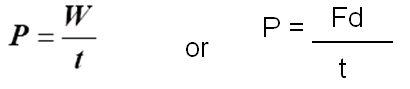 P = W/t or P = Fd/t